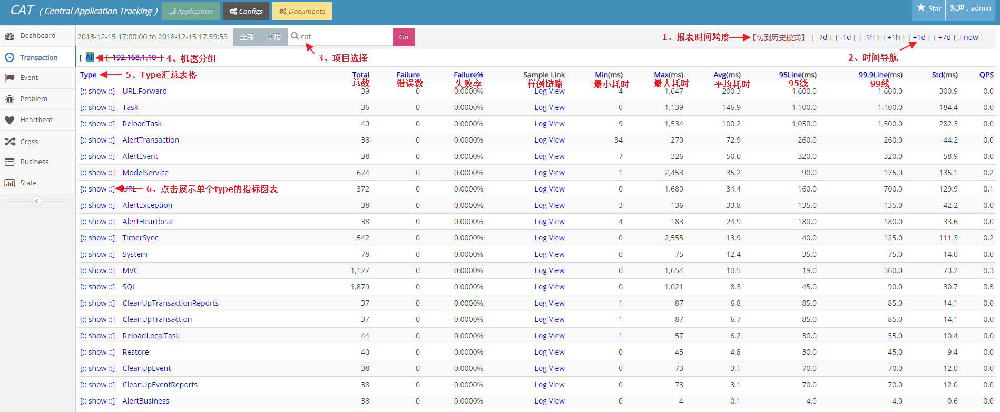 CAT ( Central Application Tracking ) Application Configs Documents Star 欢迎，admin
Dashboard
Transaction
Event
Problem
Heartbeat
Cross
Business
State
2018-12-15 17:00:00 to 2018-12-15 17:59:59 全部 常用 cat Go 1、报表时间跨度 【切到历史模式】 [ -7d ] [ -1d ] [ -1h ] [ +1h ] [ +1d ] [ +7d ] [ now ]
[ All ] [ 192.168.1.10 ] 4、机器分组 3、项目选择 2、时间导航
Type 5、Type汇总表格 Total Failure Failure% Sample Link Min(ms) Max(ms) Avg(ms) 95Line(ms) 99.9Line(ms) Std(ms) QPS
总数 错误数 失败率 样例链路 最小耗时 最大耗时 平均耗时 95线 99线
[:: show ::] URL.Forward 39 0 0.0000% Log View 4 1,647 200.3 1,600.0 1,600.0 300.9 0.0
[:: show ::] Task 36 0 0.0000% Log View 0 1,139 146.9 1,100.0 1,100.0 184.4 0.0
[:: show ::] ReloadTask 40 0 0.0000% Log View 9 1,534 100.2 1,050.0 1,500.0 282.3 0.0
[:: show ::] AlertTransaction 38 0 0.0000% Log View 34 270 72.9 260.0 260.0 44.2 0.0
[:: show ::] AlertEvent 38 0 0.0000% Log View 7 326 50.0 320.0 320.0 58.9 0.0
[:: show ::] ModelService 674 0 0.0000% Log View 1 2,453 35.2 90.0 175.0 135.1 0.2
[:: show ::] URL 6、点击展示单个type的指标图表 372 0 0.0000% Log View 0 1,680 34.4 160.0 700.0 129.9 0.1
[:: show ::] AlertException 38 0 0.0000% Log View 3 136 33.8 135.0 135.0 42.2 0.0
[:: show ::] AlertHeartbeat 38 0 0.0000% Log View 4 183 24.9 180.0 180.0 33.6 0.0
[:: show ::] TimerSync 542 0 0.0000% Log View 0 2,555 13.9 40.0 125.0 111.3 0.2
[:: show ::] System 78 0 0.0000% Log View 0 75 12.4 35.0 75.0 14.0 0.0
[:: show ::] MVC 1,127 0 0.0000% Log View 0 1,654 10.5 19.0 360.0 73.2 0.3
[:: show ::] SQL 1,879 0 0.0000% Log View 0 1,021 8.3 45.0 90.0 30.7 0.5
[:: show ::] CleanUpTransactionReports 37 0 0.0000% Log View 1 87 6.8 85.0 85.0 14.1 0.0
[:: show ::] CleanUpTransaction 37 0 0.0000% Log View 1 87 6.7 85.0 85.0 14.1 0.0
[:: show ::] ReloadLocalTask 44 0 0.0000% Log View 1 57 6.2 30.0 55.0 10.4 0.0
[:: show ::] Restore 40 0 0.0000% Log View 0 45 4.8 30.0 45.0 9.4 0.0
[:: show ::] CleanUpEvent 38 0 0.0000% Log View 0 73 3.1 70.0 70.0 12.0 0.0
[:: show ::] CleanUpEventReports 38 0 0.0000% Log View 0 73 3.1 70.0 70.0 12.0 0.0
[:: show ::] AlertBusiness 38 0 0.0000% Log View 0 4 0.1 4.0 4.0 0.6 0.0